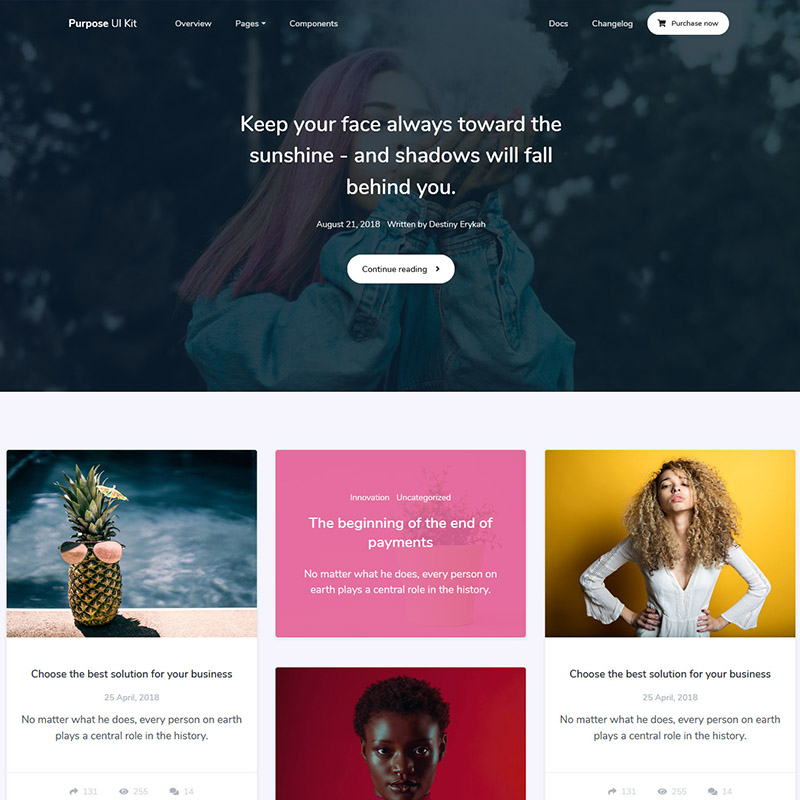 Purpose UI Kit
Overview
Pages
Components
Docs
Changelog
Purchase now
Keep your face always toward the
sunshine - and shadows will fall
behind you.
August 21, 2018 Written by Destiny Erykah
Continue reading
Innovation Uncategorized
The beginning of the end of
payments
No matter what he does, every person on
earth plays a central role in the history.
Choose the best solution for your business
25 April, 2018
No matter what he does, every person on earth
plays a central role in the history.
131 255 14
Choose the best solution for your business
25 April, 2018
No matter what he does, every person on earth
plays a central role in the history.
131 255 14